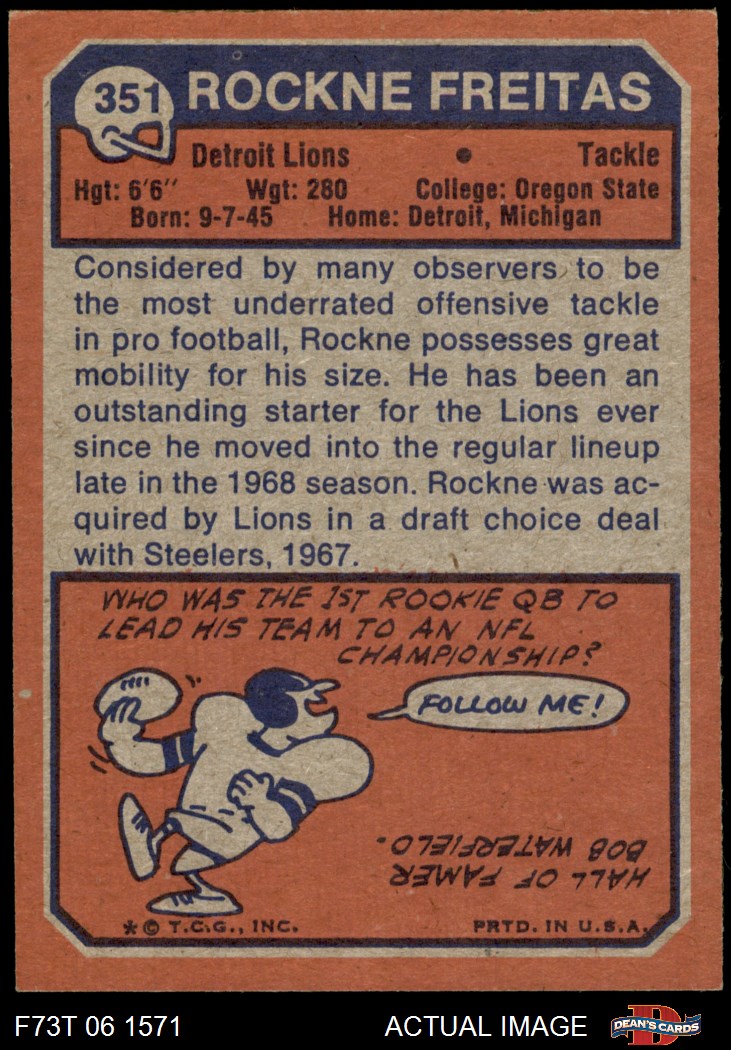 351 ROCKNE FREITAS
Detroit Lions • Tackle
Hgt: 6'6" Wgt: 280 College: Oregon State
Born: 9-7-45 Home: Detroit, Michigan
Considered by many observers to be
the most underrated offensive tackle
in pro football, Rockne possesses great
mobility for his size. He has been an
outstanding starter for the Lions ever
since he moved into the regular lineup
late in the 1968 season. Rockne was ac-
quired by Lions in a draft choice deal
with Steelers, 1967.
WHO WAS THE 1ST ROOKIE QB TO
LEAD HIS TEAM TO AN NFL
CHAMPIONSHIP?
FOLLOW ME!
HALL OF FAMER
BOB WATERFIELD.
* © T.C.G., INC. PRTD. IN U.S.A.
F73T 06 1571 ACTUAL IMAGE D DEAN'S CARDS